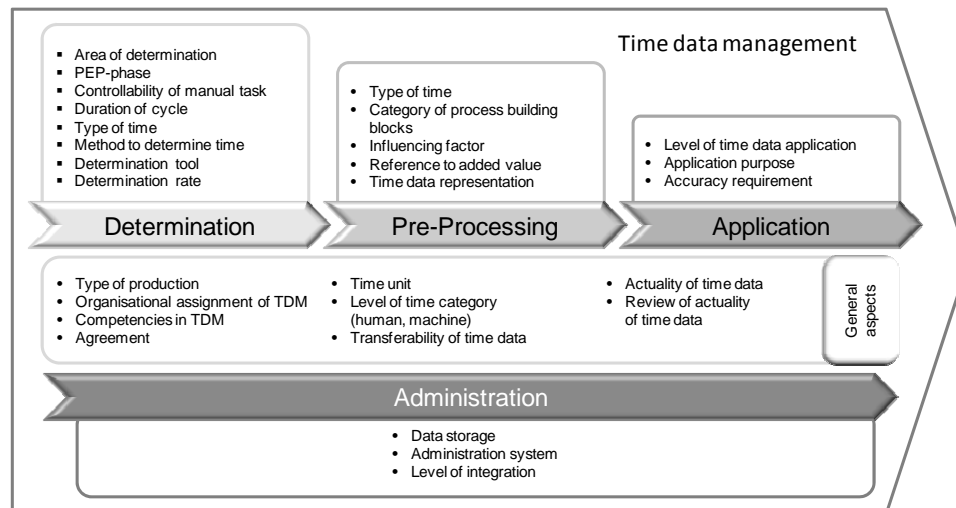 Time data management
▪ Area of determination
▪ PEP-phase
▪ Controllability of manual task
▪ Duration of cycle
▪ Type of time
▪ Method to determine time
▪ Determination tool
▪ Determination rate
• Type of time
• Category of process building
blocks
• Influencing factor
• Reference to added value
• Time data representation
• Level of time data application
• Application purpose
• Accuracy requirement
Determination
Pre-Processing
Application
• Type of production
• Organisational assignment of TDM
• Competencies in TDM
• Agreement
• Time unit
• Level of time category
(human, machine)
• Transferability of time data
• Actuality of time data
• Review of actuality
of time data
General
aspects
Administration
• Data storage
• Administration system
• Level of integration